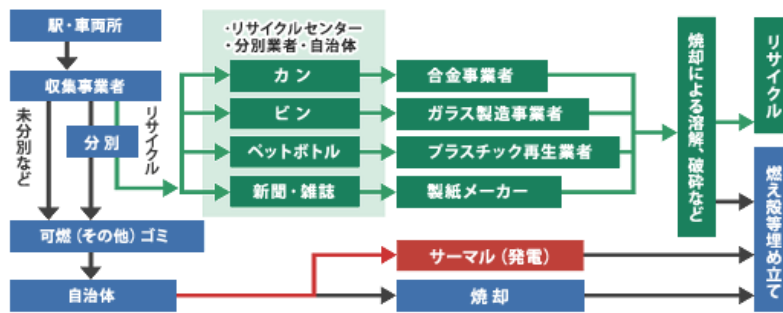 駅・車両所
収集事業者
未分別など
分別
リサイクル
可燃（その他）ゴミ
自治体
・リサイクルセンター
・分別業者・自治体
カン
ビン
ペットボトル
新聞・雑誌
合金事業者
ガラス製造事業者
プラスチック再生業者
製紙メーカー
サーマル（発電）
焼却
焼却による溶解、破砕など
リサイクル
燃え殻等埋め立て